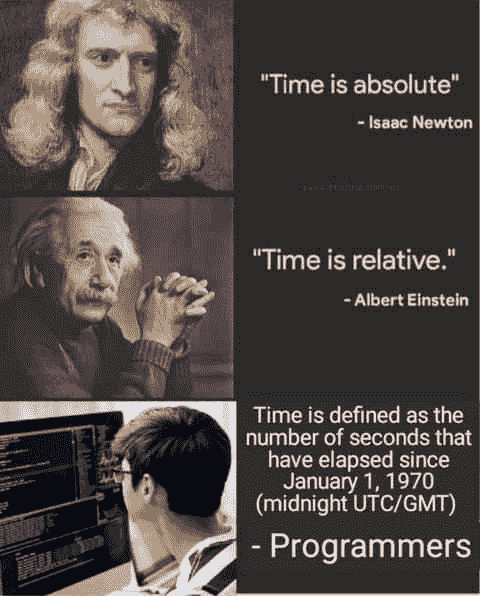 "Time is absolute"
- Isaac Newton
"Time is relative."
- Albert Einstein
Time is defined as the
number of seconds that
have elapsed since
January 1, 1970
(midnight UTC/GMT)
- Programmers